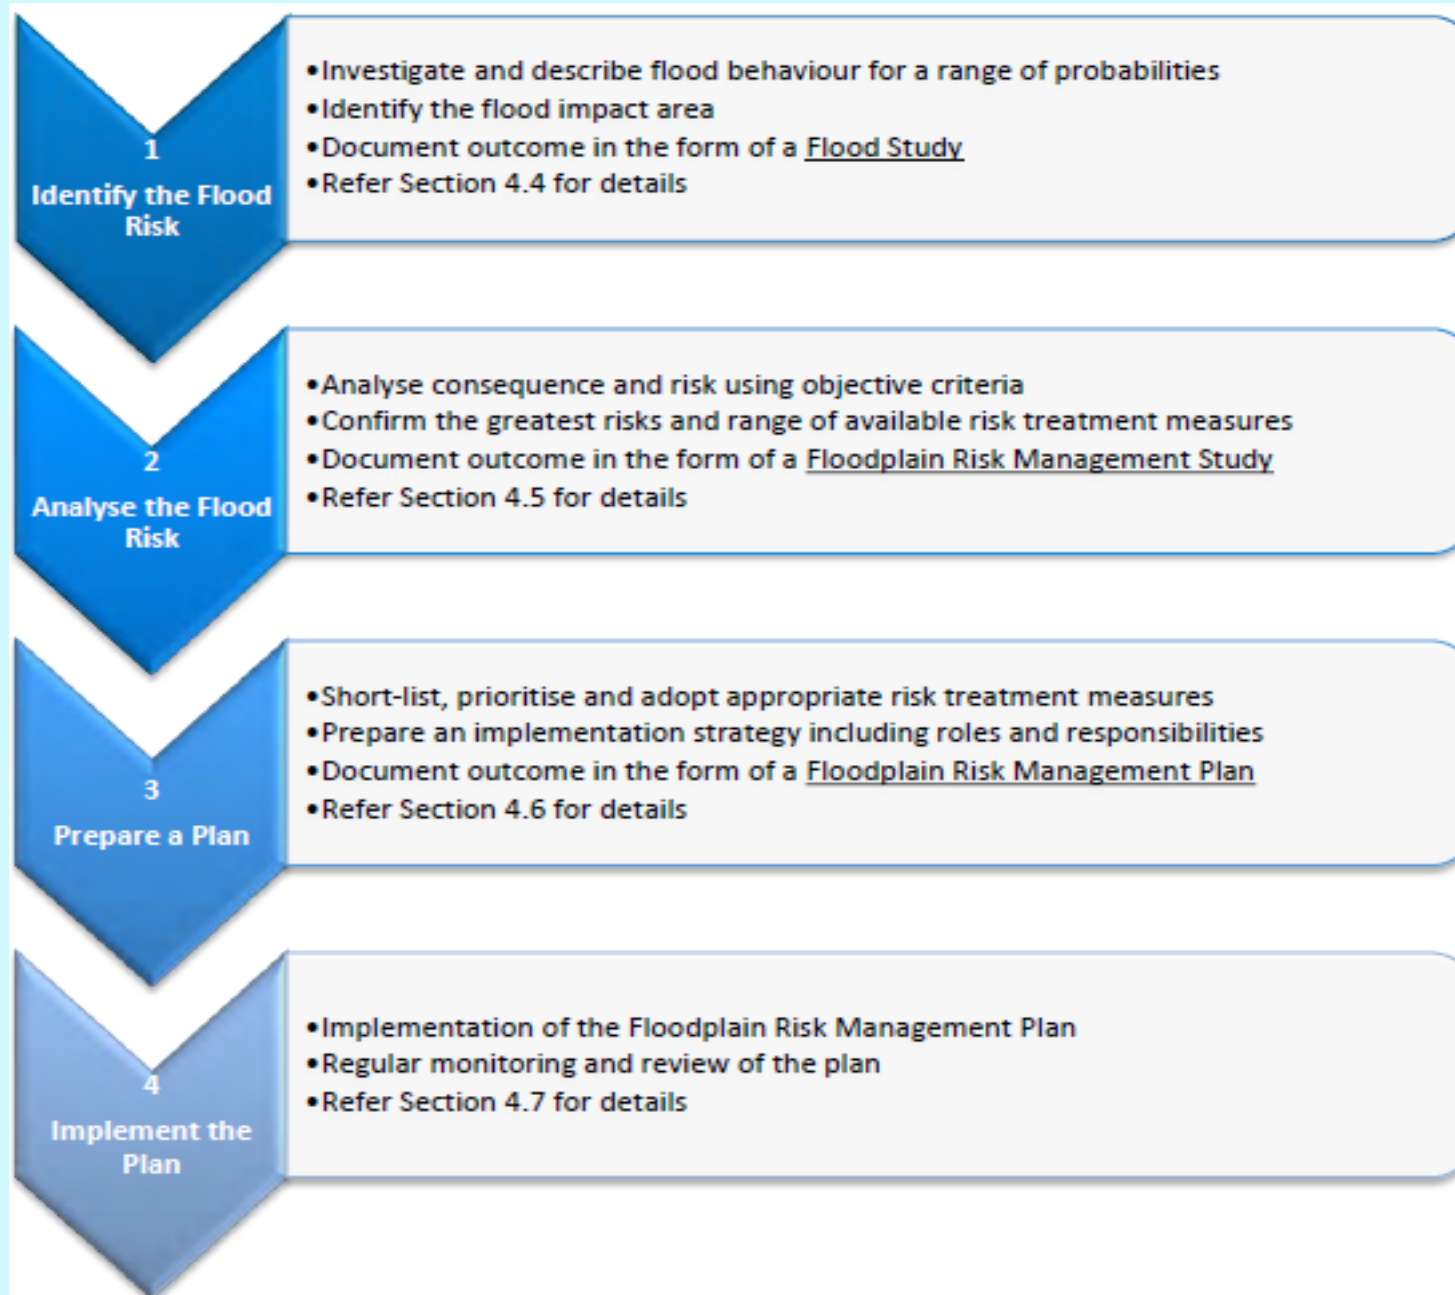 1
Identify the Flood
Risk
•Investigate and describe flood behaviour for a range of probabilities
•Identify the flood impact area
•Document outcome in the form of a Flood Study
•Refer Section 4.4 for details
2
Analyse the Flood
Risk
•Analyse consequence and risk using objective criteria
•Confirm the greatest risks and range of available risk treatment measures
•Document outcome in the form of a Floodplain Risk Management Study
•Refer Section 4.5 for details
3
Prepare a Plan
•Short-list, prioritise and adopt appropriate risk treatment measures
•Prepare an implementation strategy including roles and responsibilities
•Document outcome in the form of a Floodplain Risk Management Plan
•Refer Section 4.6 for details
4
Implement the
Plan
•Implementation of the Floodplain Risk Management Plan
•Regular monitoring and review of the plan
•Refer Section 4.7 for details